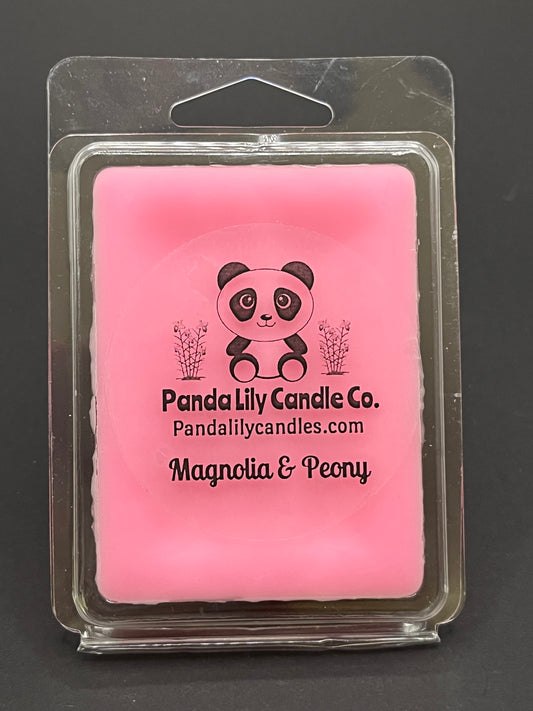 Panda Lily Candle Co.
Pandalilycandles.com
Magnolia & Peony